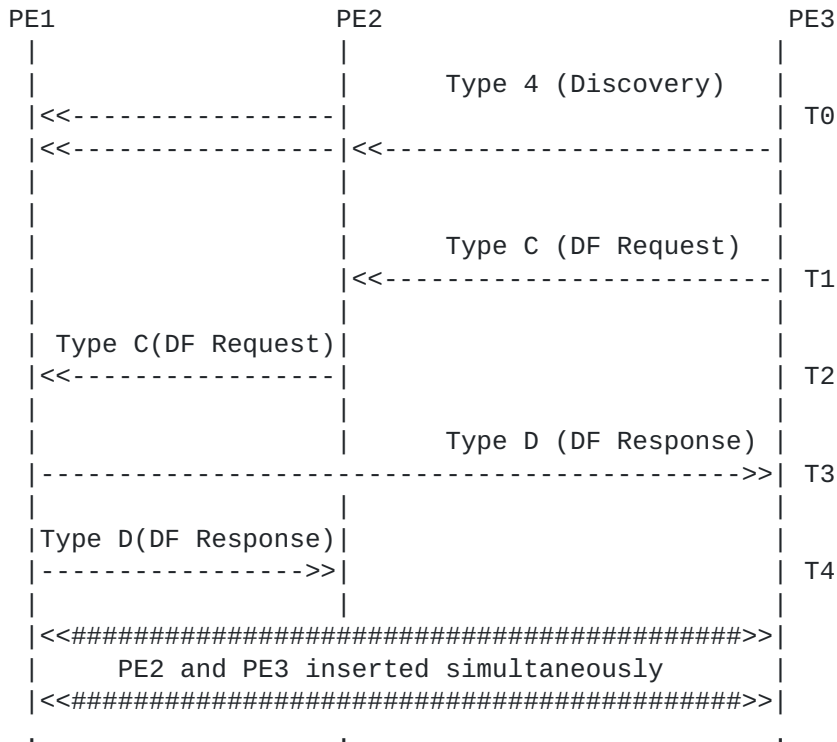 PE1 PE2 PE3
| | |
| | Type 4 (Discovery) |
|<<-----------------| | T0
|<<-----------------|<<-------------------------|
| | |
| | |
| | Type C (DF Request) |
| |<<-------------------------| T1
| | |
| Type C(DF Request)| |
|<<-----------------| | T2
| | |
| | Type D (DF Response) |
|--------------------------------------------->>| T3
| | |
|Type D(DF Response)| |
|----------------->>| | T4
| | |
|<<###########################################>>|
| PE2 and PE3 inserted simultaneously |
|<<###########################################>>|
. . .